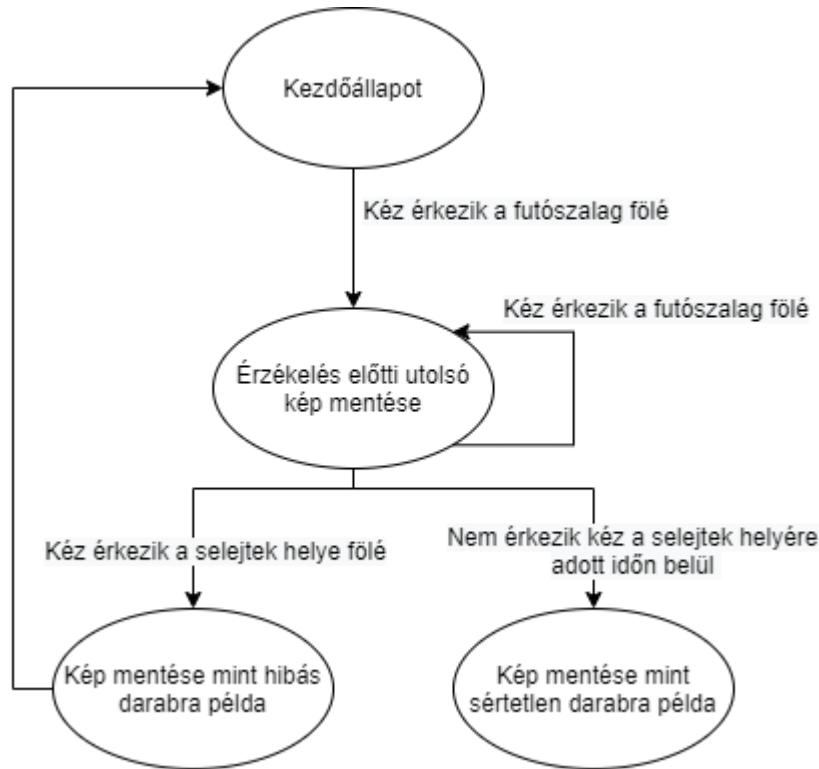 Kezdőállapot
Kéz érkezik a futószalag fölé
Kéz érkezik a futószalag fölé
Érzékelés előtti utolsó
kép mentése
Kéz érkezik a selejtek helye fölé
Nem érkezik kéz a selejtek helyére
adott időn belül
Kép mentése mint hibás
darabra példa
Kép mentése mint
sértetlen darabra példa